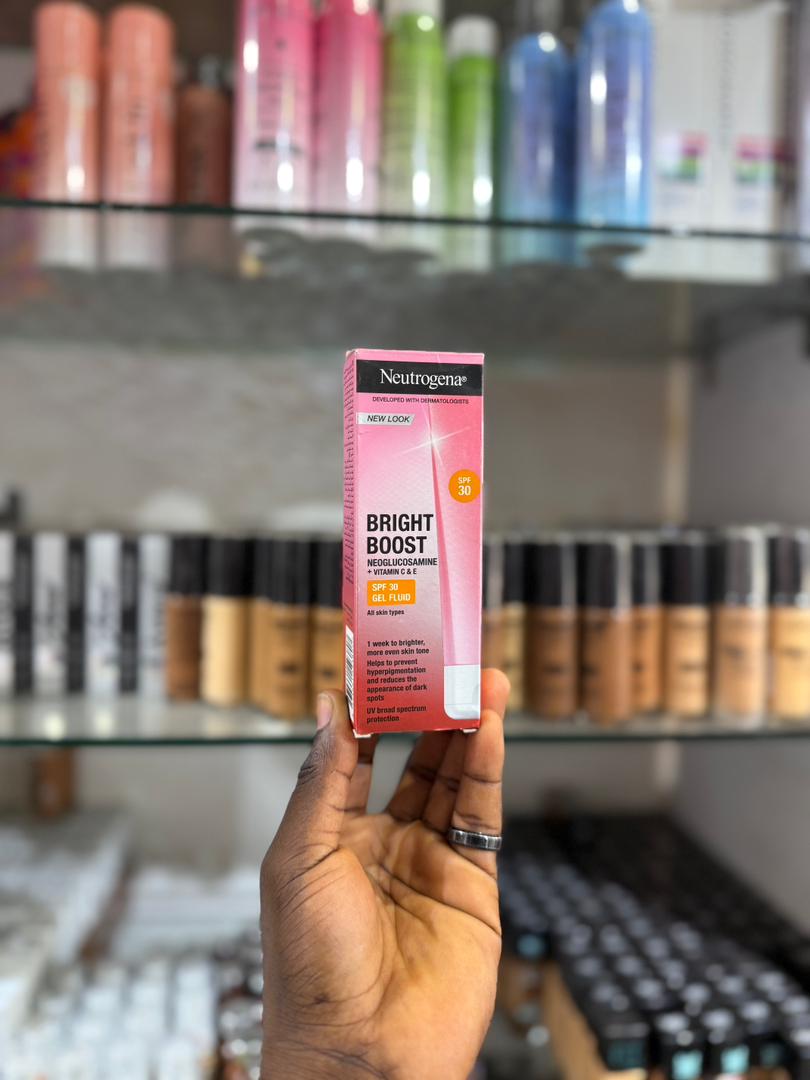 Neutrogena®
DEVELOPED WITH DERMATOLOGISTS
NEW LOOK
SPF
30
BRIGHT
BOOST
NEOGLUCOSAMINE
+ VITAMIN C & E
SPF 30
GEL FLUID
All skin types
1 week to brighter,
more even skin tone
Helps to prevent
hyperpigmentation
and reduces the
appearance of dark
spots
UV broad spectrum
protection